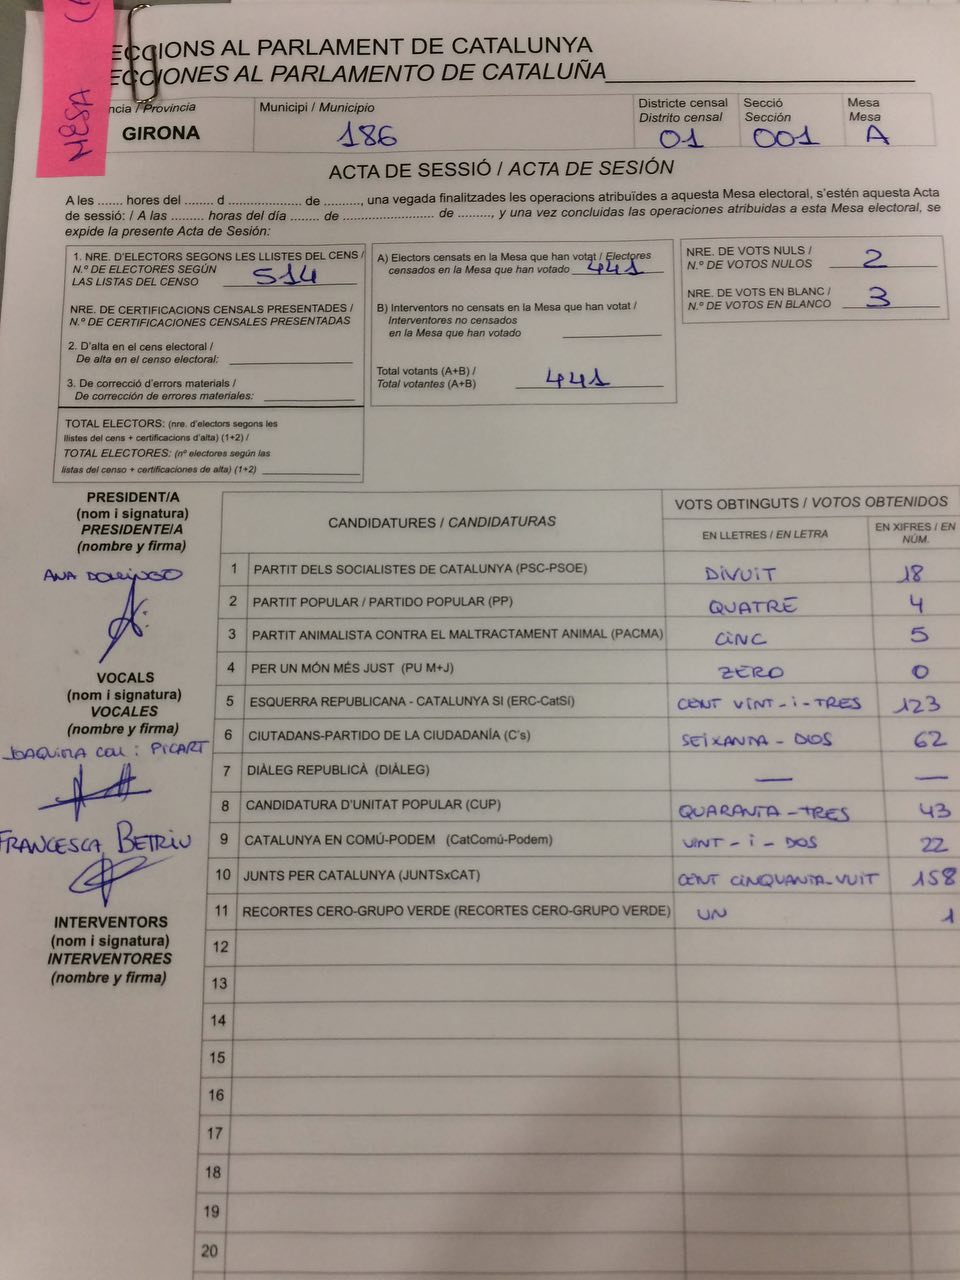 MESA (A
ECCIONS AL PARLAMENT DE CATALUNYA
ECCIONES AL PARLAMENTO DE CATALUÑA
ncia / Provincia
GIRONA
Municipi / Municipio
186
Districte censal
Distrito censal
01
Secció
Sección
001
Mesa
Mesa
A
ACTA DE SESSIÓ / ACTA DE SESIÓN
A les ....... hores del ....... d .................... de .........., una vegada finalitzades les operacions atribuïdes a aquesta Mesa electoral, s'estén aquesta Acta
de sessió: / A las ......... horas del día ....... de ......................... de ........., y una vez concluidas las operaciones atribuidas a esta Mesa electoral, se
expide la presente Acta de Sesión:
1. NRE. D'ELECTORS SEGONS LES LLISTES DEL CENS /
N.º DE ELECTORES SEGÚN
LAS LISTAS DEL CENSO 514
NRE. DE CERTIFICACIONS CENSALS PRESENTADES /
N.º DE CERTIFICACIONES CENSALES PRESENTADAS
2. D'alta en el cens electoral /
De alta en el censo electoral:
3. De correcció d'errors materials /
De corrección de errores materiales:
TOTAL ELECTORS: (nre. d'electors segons les
llistes del cens + certificacions d'alta) (1+2) /
TOTAL ELECTORES: (nº electores según las
listas del censo + certificaciones de alta) (1+2)
A) Electors censats en la Mesa que han votat / Electores
censados en la Mesa que han votado 441
B) Interventors no censats en la Mesa que han votat /
Interventores no censados
en la Mesa que han votado
Total votants (A+B) /
Total votantes (A+B) 441
NRE. DE VOTS NULS /
N.º DE VOTOS NULOS 2
NRE. DE VOTS EN BLANC /
N.º DE VOTOS EN BLANCO 3
PRESIDENT/A
(nom i signatura)
PRESIDENTE/A
(nombre y firma)
ANA DOMINGO
VOCALS
(nom i signatura)
VOCALES
(nombre y firma)
JOAQUIMA COLL i PICART
FRANCESCA BETRIU
INTERVENTORS
(nom i signatura)
INTERVENTORES
(nombre y firma)
CANDIDATURES / CANDIDATURAS
VOTS OBTINGUTS / VOTOS OBTENIDOS
EN LLETRES / EN LETRA
EN XIFRES / EN
NÚM.
1 PARTIT DELS SOCIALISTES DE CATALUNYA (PSC-PSOE) DIVUIT 18
2 PARTIT POPULAR / PARTIDO POPULAR (PP) QUATRE 4
3 PARTIT ANIMALISTA CONTRA EL MALTRACTAMENT ANIMAL (PACMA) CINC 5
4 PER UN MÓN MÉS JUST (PU M+J) ZERO 0
5 ESQUERRA REPUBLICANA - CATALUNYA SI (ERC-CatSí) CENT VINT-i-TRES 123
6 CIUTADANS-PARTIDO DE LA CIUDADANÍA (C's) SEIXANTA - DOS 62
7 DIÀLEG REPUBLICÀ (DIÀLEG) — —
8 CANDIDATURA D'UNITAT POPULAR (CUP) QUARANTA-TRES 43
9 CATALUNYA EN COMÚ-PODEM (CatComú-Podem) VINT-i-DOS 22
10 JUNTS PER CATALUNYA (JUNTSxCAT) CENT CINQUANTA-VUIT 158
11 RECORTES CERO-GRUPO VERDE (RECORTES CERO-GRUPO VERDE) UN 1
12
13
14
15
16
17
18
19
20